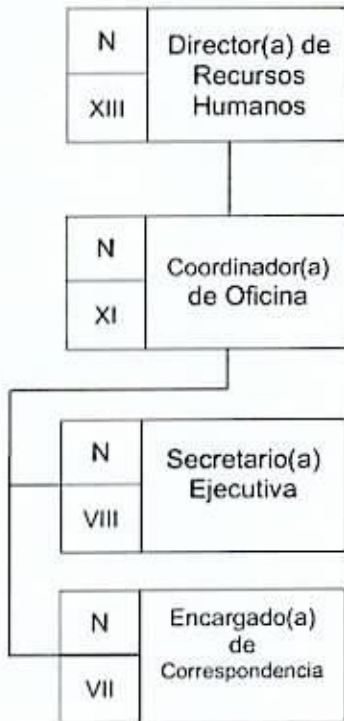 N
XIII
Director(a) de
Recursos
Humanos
N
XI
Coordinador(a)
de Oficina
N
VIII
Secretario(a)
Ejecutiva
N
VII
Encargado(a)
de
Correspondencia